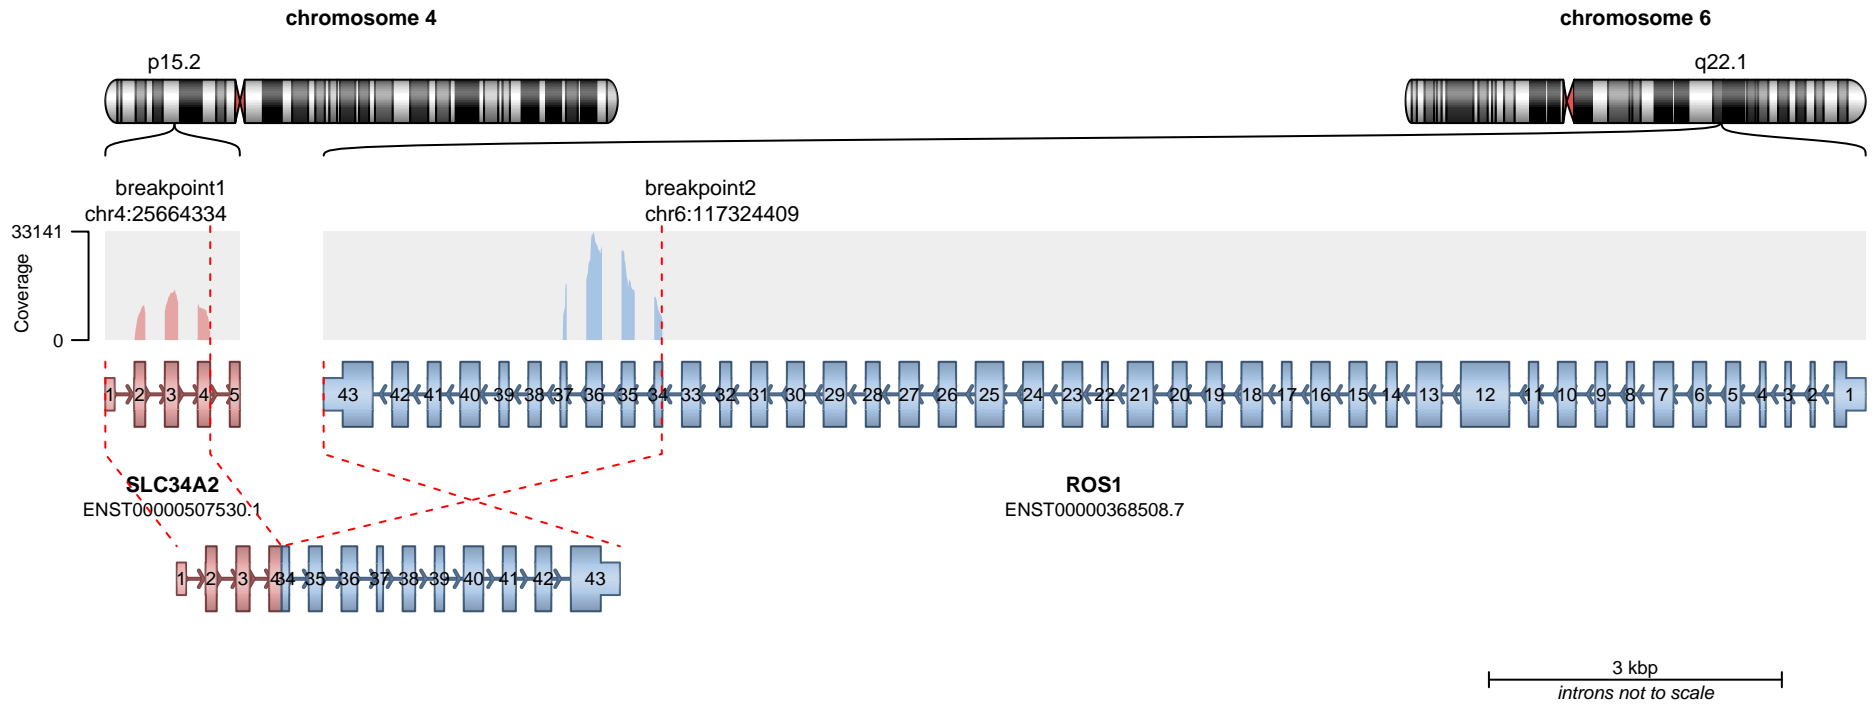 chromosome 4
chromosome 6
p15.2
q22.1
breakpoint1
chr4:25664334
breakpoint2
chr6:117324409
33141
Coverage
0
1 2 3 4 5
43 42 41 40 39 38 37 36 35 34 33 32 31 30 29 28 27 26 25 24 23 22 21 20 19 18 17 16 15 14 13 12 11 10 9 8 7 6 5 4 3 2 1
SLC34A2
ENST00000507530.1
ROS1
ENST00000368508.7
1 2 3 4 34 35 36 37 38 39 40 41 42 43
3 kbp
introns not to scale